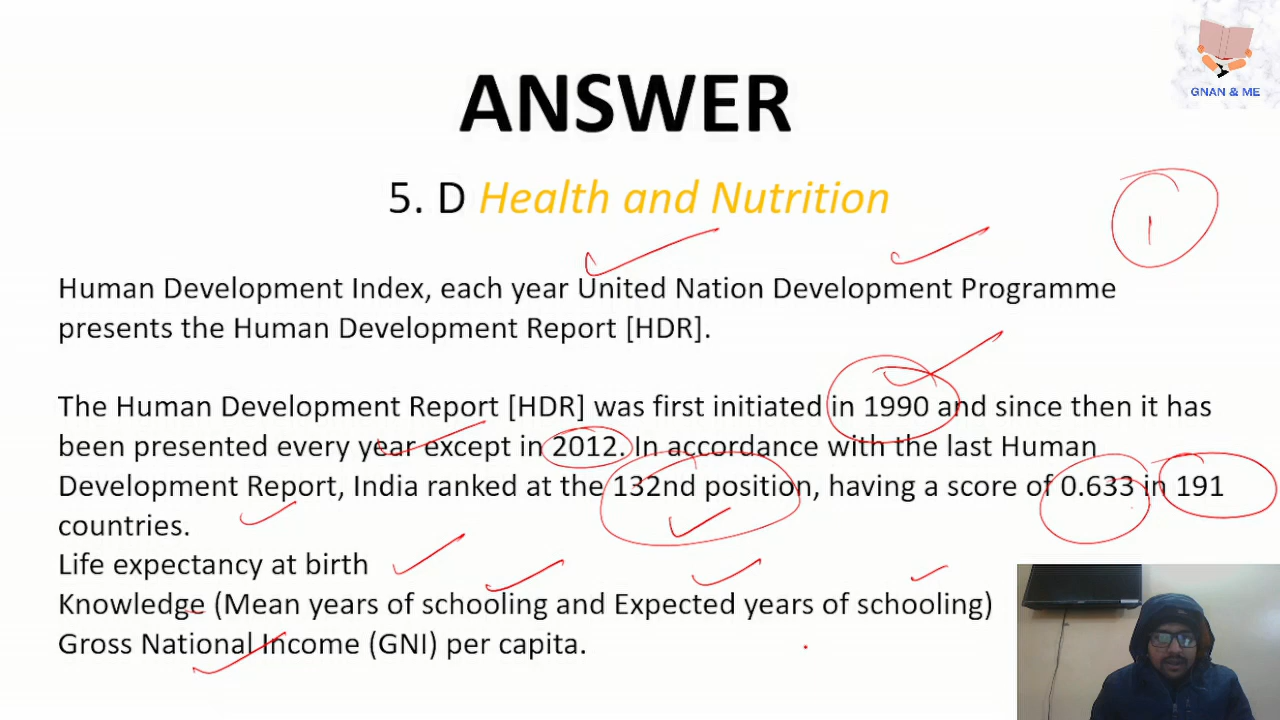 GNAN & ME
ANSWER
5. D Health and Nutrition
Human Development Index, each year United Nation Development Programme
presents the Human Development Report [HDR].
The Human Development Report [HDR] was first initiated in 1990 and since then it has
been presented every year except in 2012. In accordance with the last Human
Development Report, India ranked at the 132nd position, having a score of 0.633 in 191
countries.
Life expectancy at birth
Knowledge (Mean years of schooling and Expected years of schooling)
Gross National Income (GNI) per capita.